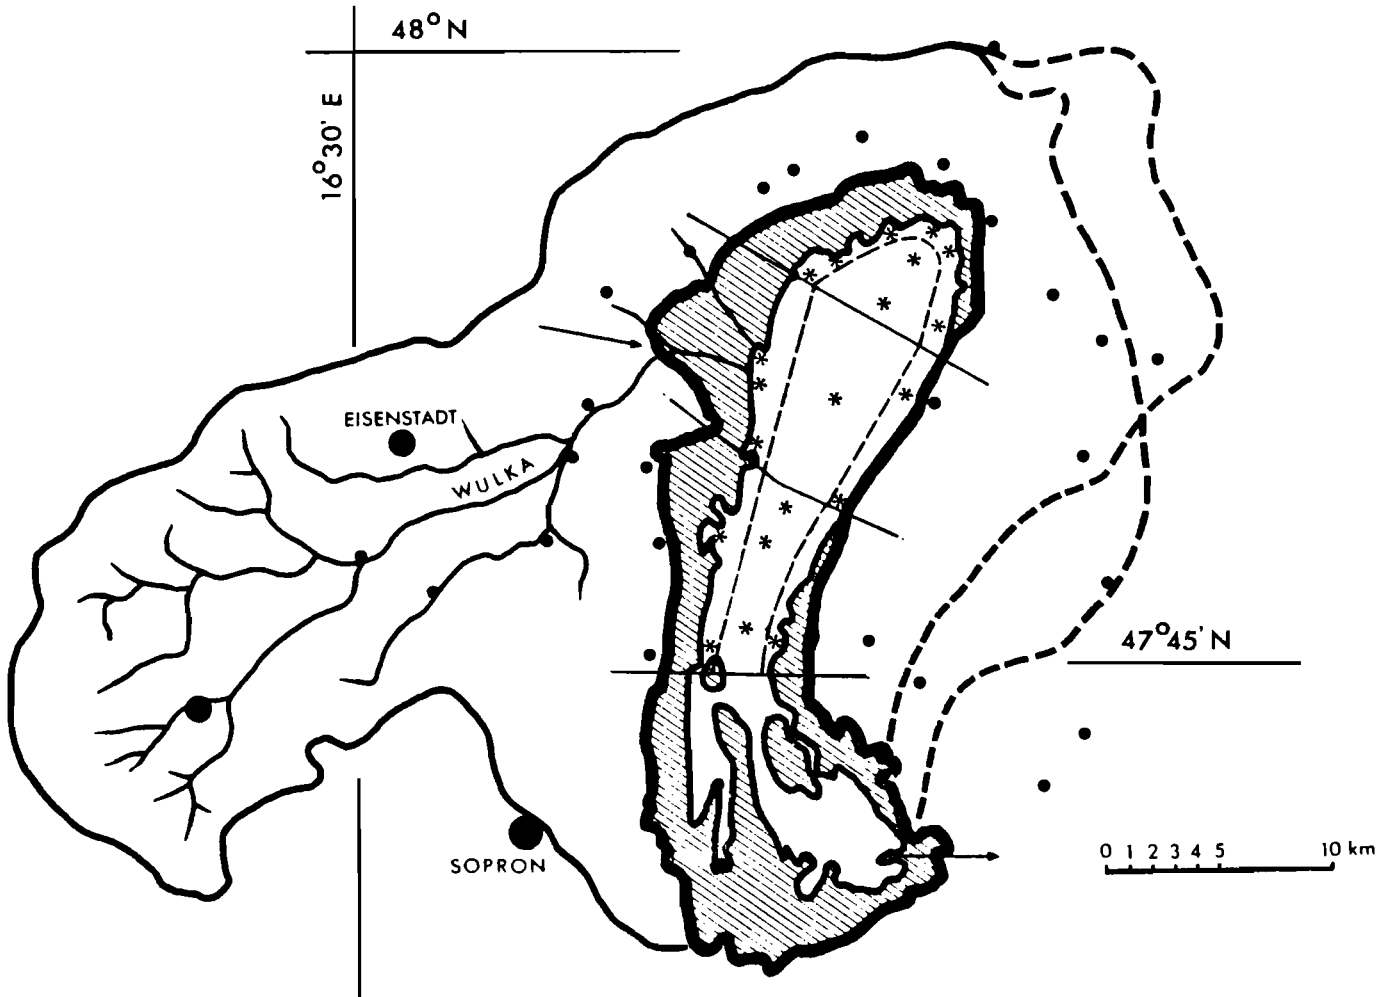 48°N
16°30' E
EISENSTADT
WULKA
47°45' N
SOPRON
0 1 2 3 4 5 10 km